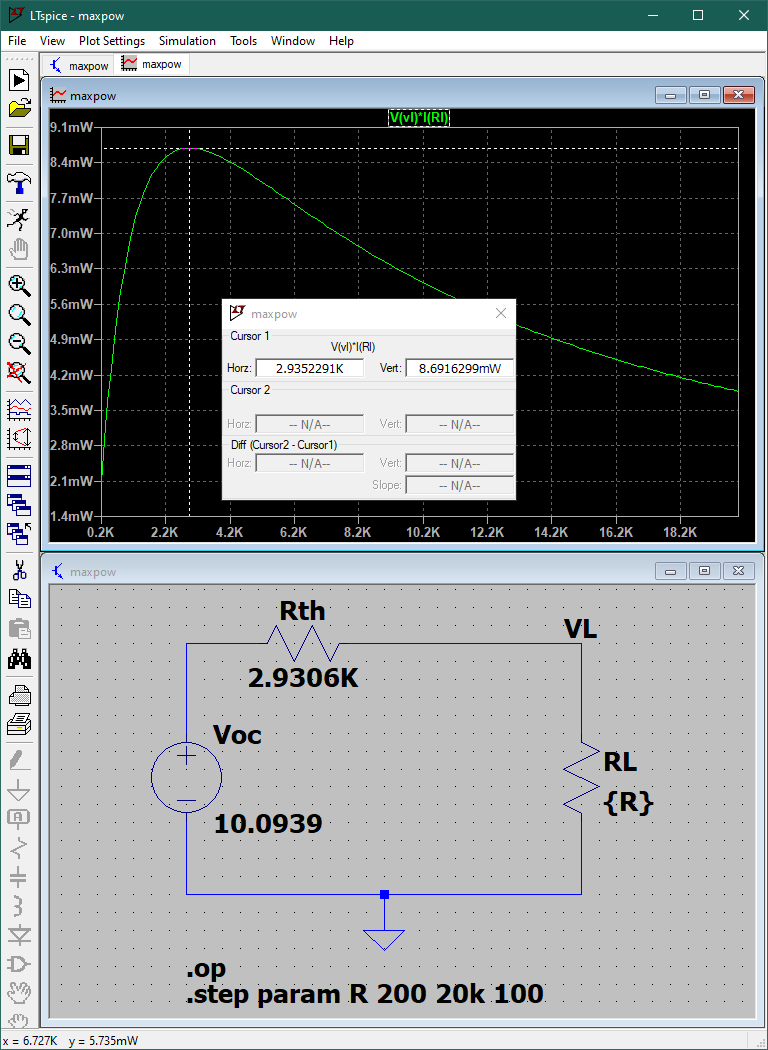 LTspice - maxpow
File View Plot Settings Simulation Tools Window Help
maxpow maxpow
maxpow
V(vl)*I(Rl)
9.1mW
8.4mW
7.7mW
7.0mW
6.3mW
5.6mW
4.9mW
4.2mW
3.5mW
2.8mW
2.1mW
1.4mW
0.2K 2.2K 4.2K 6.2K 8.2K 10.2K 12.2K 14.2K 16.2K 18.2K
maxpow
Cursor 1
V(vl)*I(Rl)
Horz: 2.9352291K Vert: 8.6916299mW
Cursor 2
Horz: -- N/A-- Vert: -- N/A--
Diff (Cursor2 - Cursor1)
Horz: -- N/A-- Vert: -- N/A--
Slope: -- N/A--
maxpow
Rth
VL
2.9306K
Voc
RL
{R}
10.0939
.op
.step param R 200 20k 100
x = 6.727K y = 5.735mW